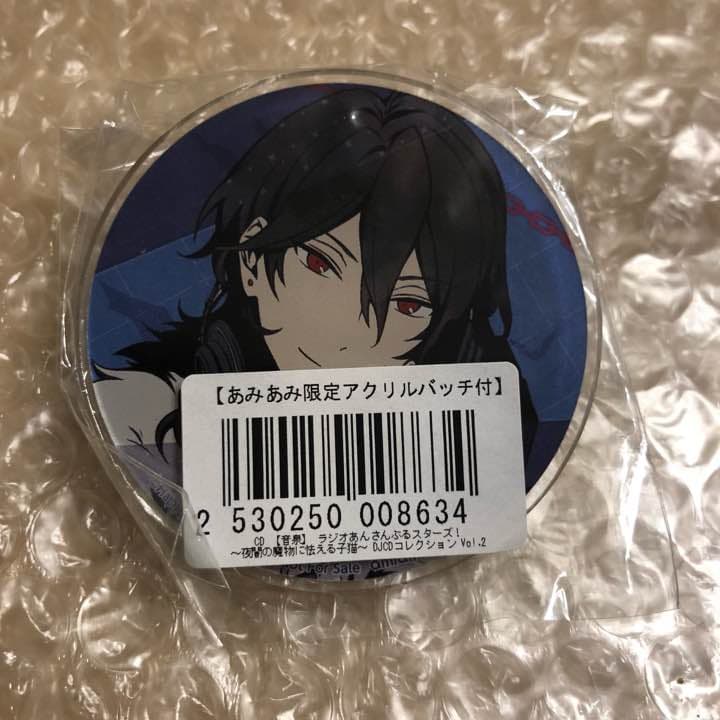 【あみあみ限定アクリルバッチ付】
2 530250 008634
CD 【音泉】 ラジオあんさんぶるスターズ!
～夜闇の魔物に怯える子猫～ DJCDコレクション Vol.2
For Sale